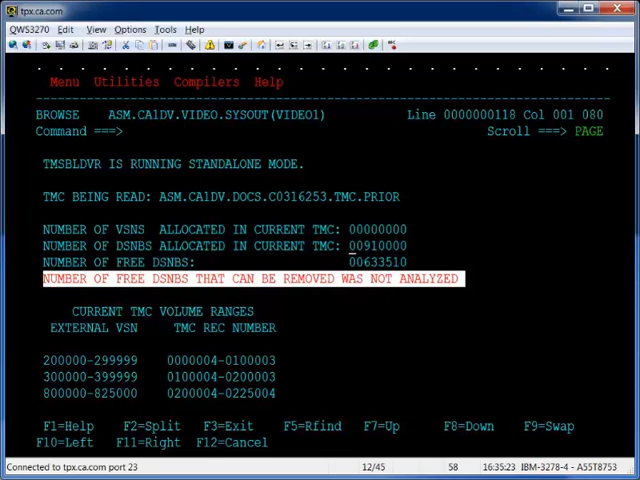 tpx.ca.com
QWS3270 Edit View Options Tools Help
Menu Utilities Compilers Help
BROWSE ASM.CA1DV.VIDEO.SYSOUT(VIDEO1) Line 0000000118 Col 001 080
Command ===> Scroll ===> PAGE
TMSBLDVR IS RUNNING STANDALONE MODE.
TMC BEING READ: ASM.CA1DV.DOCS.C0316253.TMC.PRIOR
NUMBER OF VSNS ALLOCATED IN CURRENT TMC: 00000000
NUMBER OF DSNBS ALLOCATED IN CURRENT TMC: 00910000
NUMBER OF FREE DSNBS: 00633510
NUMBER OF FREE DSNBS THAT CAN BE REMOVED WAS NOT ANALYZED
CURRENT TMC VOLUME RANGES
EXTERNAL VSN TMC REC NUMBER
200000-299999 0000004-0100003
300000-399999 0100004-0200003
800000-825000 0200004-0225004
F1=Help F2=Split F3=Exit F5=Rfind F7=Up F8=Down F9=Swap
F10=Left F11=Right F12=Cancel
Connected to tpx.ca.com port 23 12/45 58 16:35:23 IBM-3278-4 - A55T8753